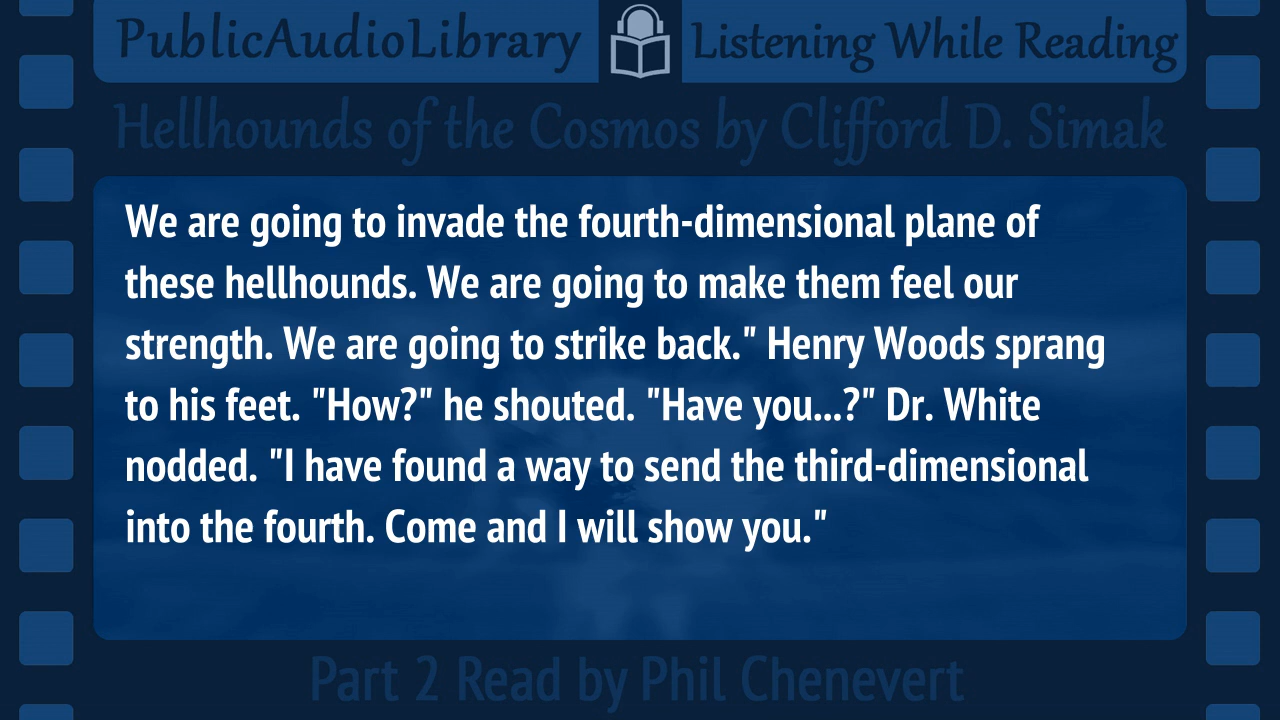 PublicAudioLibrary Listening While Reading
Hellhounds of the Cosmos by Clifford D. Simak
We are going to invade the fourth-dimensional plane of
these hellhounds. We are going to make them feel our
strength. We are going to strike back." Henry Woods sprang
to his feet. "How?" he shouted. "Have you...?" Dr. White
nodded. "I have found a way to send the third-dimensional
into the fourth. Come and I will show you."
Part 2 Read by Phil Chenevert